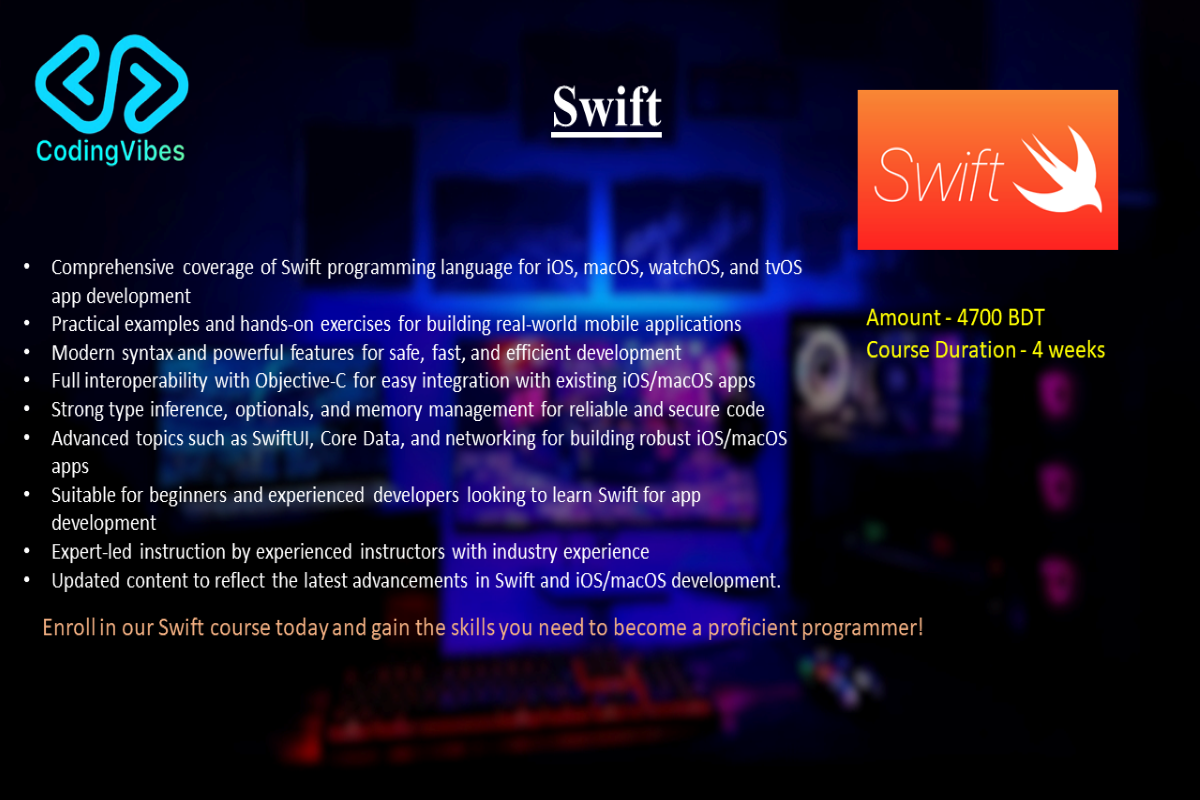 CodingVibes
Swift
Swift
• Comprehensive coverage of Swift programming language for iOS, macOS, watchOS, and tvOS
app development
• Practical examples and hands-on exercises for building real-world mobile applications
• Modern syntax and powerful features for safe, fast, and efficient development
• Full interoperability with Objective-C for easy integration with existing iOS/macOS apps
• Strong type inference, optionals, and memory management for reliable and secure code
• Advanced topics such as SwiftUI, Core Data, and networking for building robust iOS/macOS
apps
• Suitable for beginners and experienced developers looking to learn Swift for app
development
• Expert-led instruction by experienced instructors with industry experience
• Updated content to reflect the latest advancements in Swift and iOS/macOS development.
Amount - 4700 BDT
Course Duration - 4 weeks
Enroll in our Swift course today and gain the skills you need to become a proficient programmer!